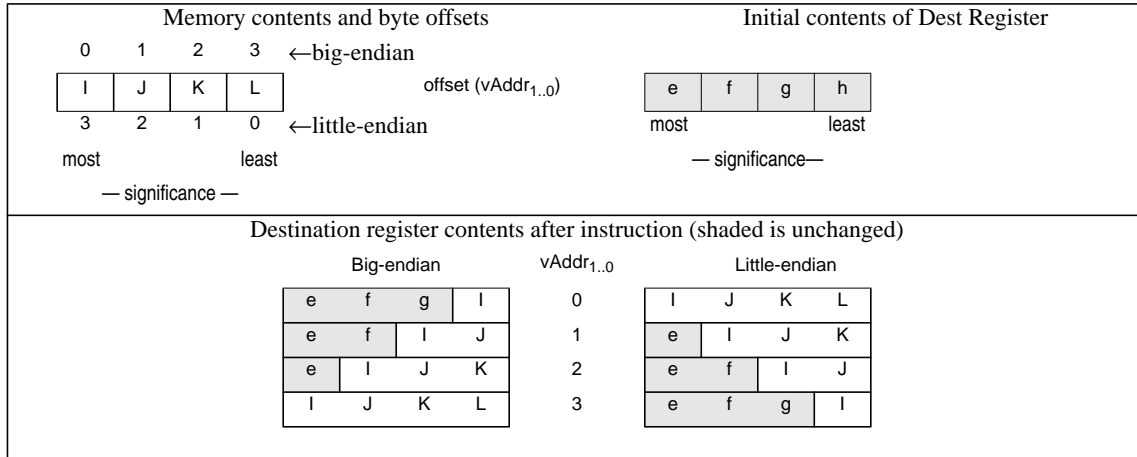 Memory contents and byte offsets Initial contents of Dest Register
0 1 2 3 ←big-endian
I J K L offset (vAddr1..0) e f g h
3 2 1 0 ←little-endian most least
most least — significance—
— significance —
Destination register contents after instruction (shaded is unchanged)
Big-endian vAddr1..0 Little-endian
e f g I 0 I J K L
e f I J 1 e I J K
e I J K 2 e f I J
I J K L 3 e f g I